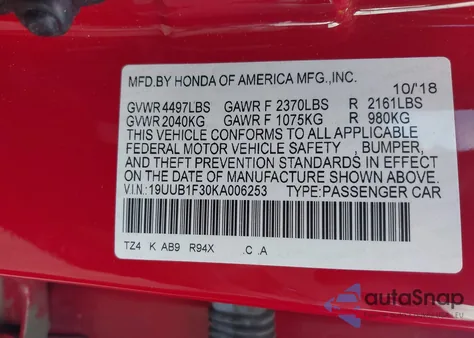 MFD.BY HONDA OF AMERICA MFG.,INC. 10/'18
GVWR 4497LBS GAWR F 2370LBS R 2161LBS
GVWR 2040KG GAWR F 1075KG R 980KG
THIS VEHICLE CONFORMS TO ALL APPLICABLE
FEDERAL MOTOR VEHICLE SAFETY , BUMPER,
AND THEFT PREVENTION STANDARDS IN EFFECT
ON THE DATE OF MANUFACTURE SHOWN ABOVE.
V.I.N.:19UUB1F30KA006253 TYPE:PASSENGER CAR
TZ4 K AB9 R94X .C .A
autoSnap